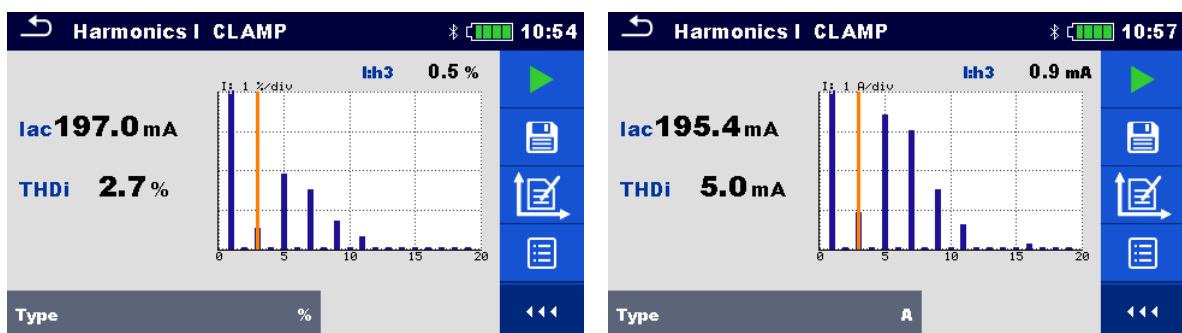 Harmonics I CLAMP 10:54
I:h3 0.5 %
I: 1 %/div
Iac 197.0 mA
THDi 2.7 %
0 5 10 15 20
Type %
Harmonics I CLAMP 10:57
I:h3 0.9 mA
I: 1 A/div
Iac 195.4 mA
THDi 5.0 mA
0 5 10 15 20
Type A